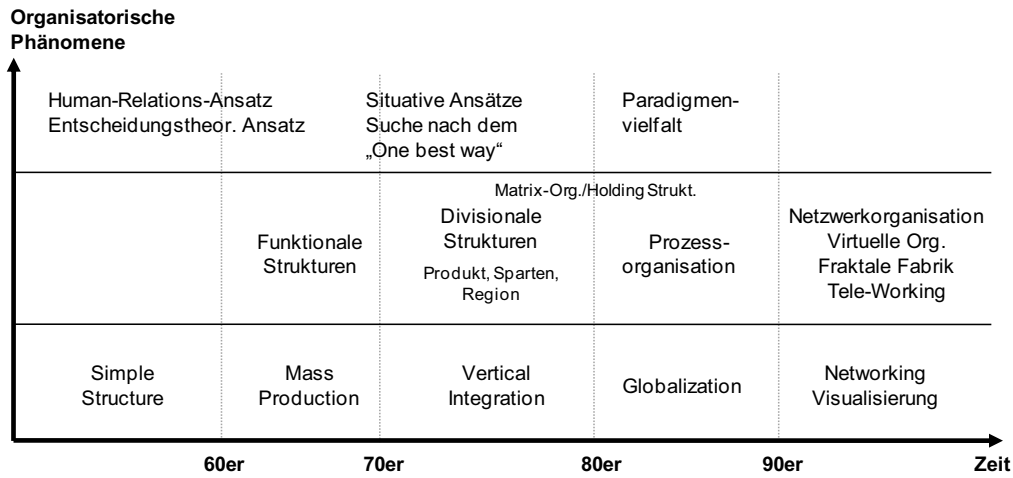 Organisatorische
Phänomene
Human-Relations-Ansatz
Entscheidungstheor. Ansatz
Situative Ansätze
Suche nach dem
„One best way“
Paradigmen-
vielfalt
Matrix-Org./Holding Strukt.
Funktionale
Strukturen
Divisionale
Strukturen
Produkt, Sparten,
Region
Prozess-
organisation
Netzwerkorganisation
Virtuelle Org.
Fraktale Fabrik
Tele-Working
Simple
Structure
Mass
Production
Vertical
Integration
Globalization
Networking
Visualisierung
60er
70er
80er
90er
Zeit